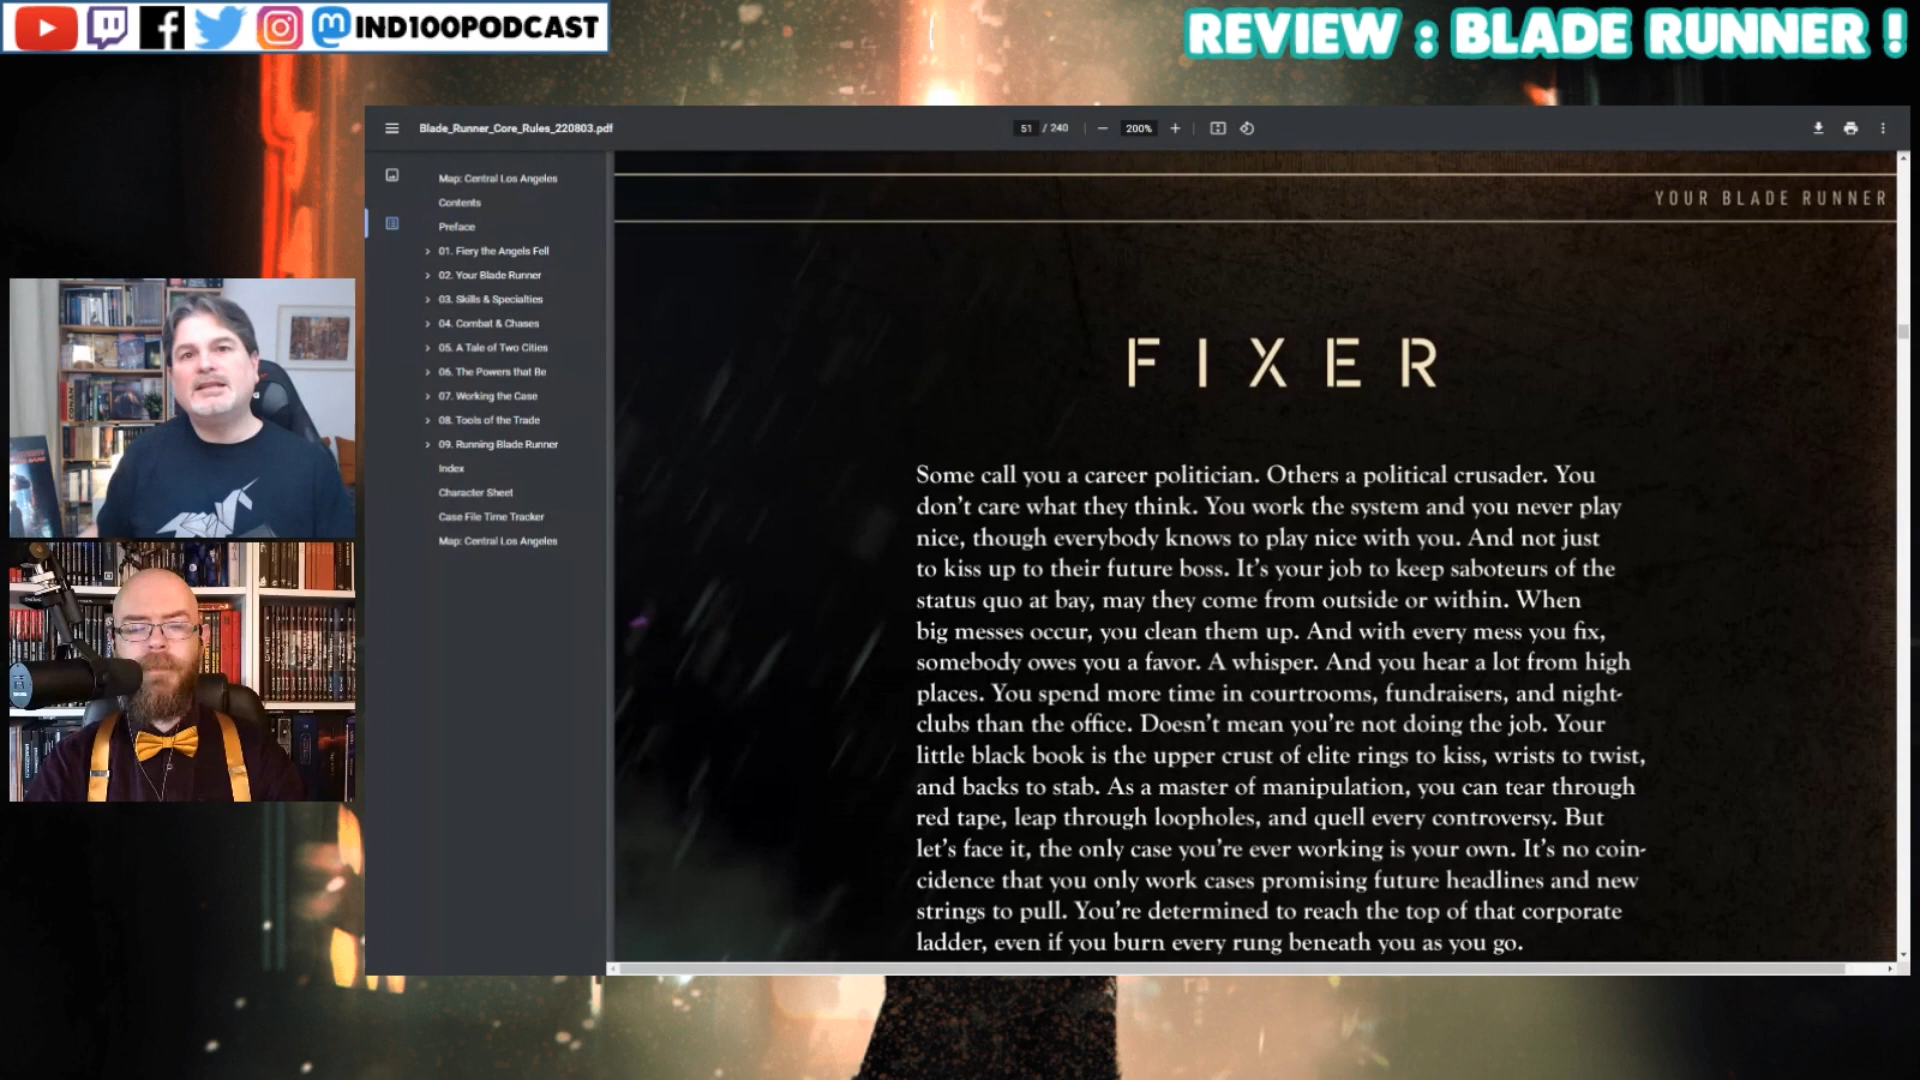 IND100PODCAST
REVIEW : BLADE RUNNER !
Blade_Runner_Core_Rules_220803.pdf
51 / 240
200%
Map: Central Los Angeles
Contents
Preface
01. Fiery the Angels Fell
02. Your Blade Runner
03. Skills & Specialties
04. Combat & Chases
05. A Tale of Two Cities
06. The Powers that Be
07. Working the Case
08. Tools of the Trade
09. Running Blade Runner
Index
Character Sheet
Case File Time Tracker
Map: Central Los Angeles
YOUR BLADE RUNNER
FIXER
Some call you a career politician. Others a political crusader. You
don't care what they think. You work the system and you never play
nice, though everybody knows to play nice with you. And not just
to kiss up to their future boss. It's your job to keep saboteurs of the
status quo at bay, may they come from outside or within. When
big messes occur, you clean them up. And with every mess you fix,
somebody owes you a favor. A whisper. And you hear a lot from high
places. You spend more time in courtrooms, fundraisers, and night-
clubs than the office. Doesn't mean you're not doing the job. Your
little black book is the upper crust of elite rings to kiss, wrists to twist,
and backs to stab. As a master of manipulation, you can tear through
red tape, leap through loopholes, and quell every controversy. But
let's face it, the only case you're ever working is your own. It's no coin-
cidence that you only work cases promising future headlines and new
strings to pull. You're determined to reach the top of that corporate
ladder, even if you burn every rung beneath you as you go.
CONAN